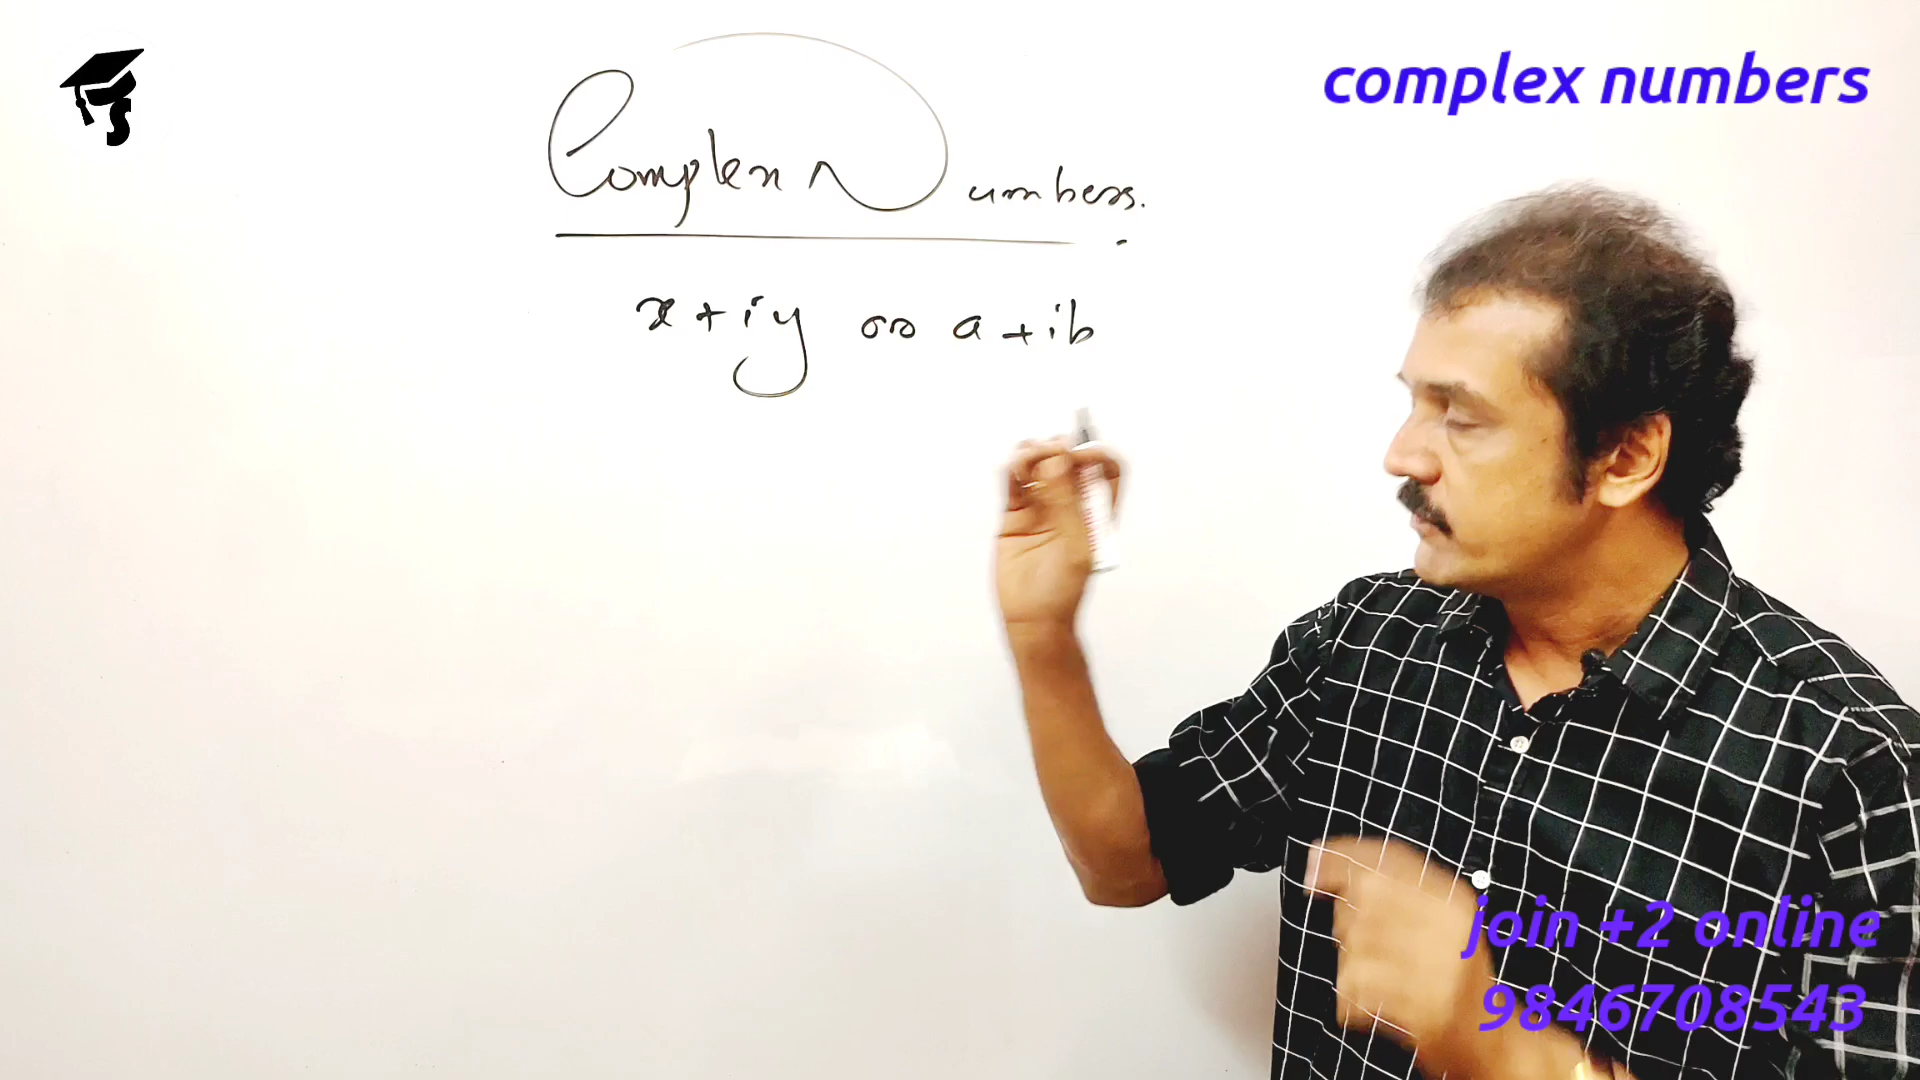 complex numbers
Complex Numbers.
x + iy or a + ib
join +2 online
9846708543